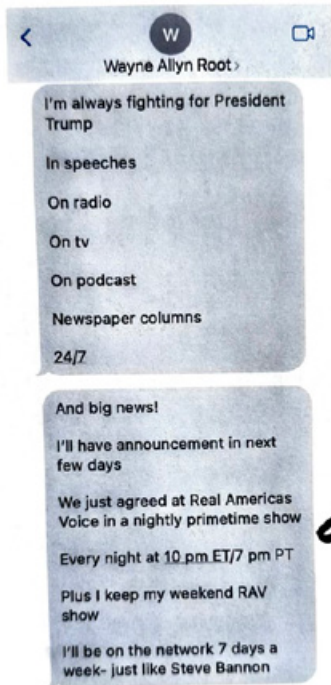 W
Wayne Allyn Root
I'm always fighting for President
Trump
In speeches
On radio
On tv
On podcast
Newspaper columns
24/7
And big news!
I'll have announcement in next
few days
We just agreed at Real Americas
Voice in a nightly primetime show
Every night at 10 pm ET/7 pm PT
Plus I keep my weekend RAV
show
I'll be on the network 7 days a
week- just like Steve Bannon